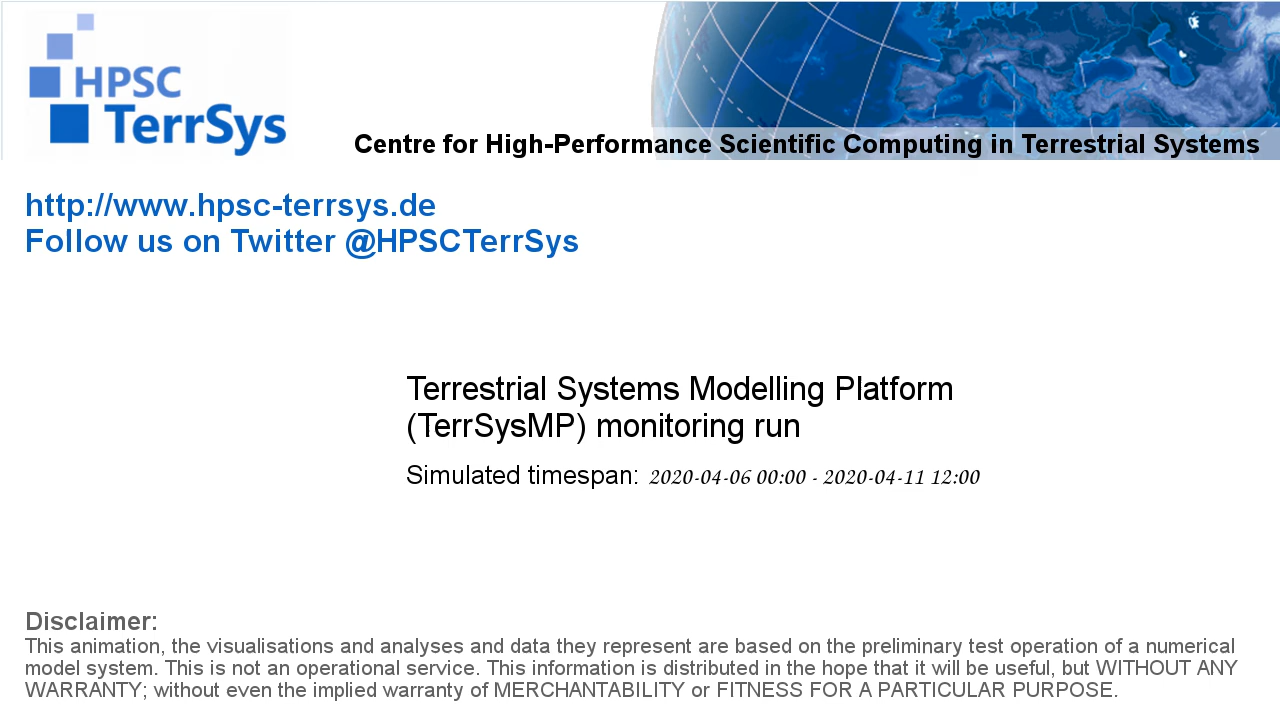 HPSC
TerrSys
Centre for High-Performance Scientific Computing in Terrestrial Systems
http://www.hpsc-terrsys.de
Follow us on Twitter @HPSCTerrSys
Terrestrial Systems Modelling Platform
(TerrSysMP) monitoring run
Simulated timespan: 2020-04-06 00:00 - 2020-04-11 12:00
Disclaimer:
This animation, the visualisations and analyses and data they represent are based on the preliminary test operation of a numerical
model system. This is not an operational service. This information is distributed in the hope that it will be useful, but WITHOUT ANY
WARRANTY; without even the implied warranty of MERCHANTABILITY or FITNESS FOR A PARTICULAR PURPOSE.